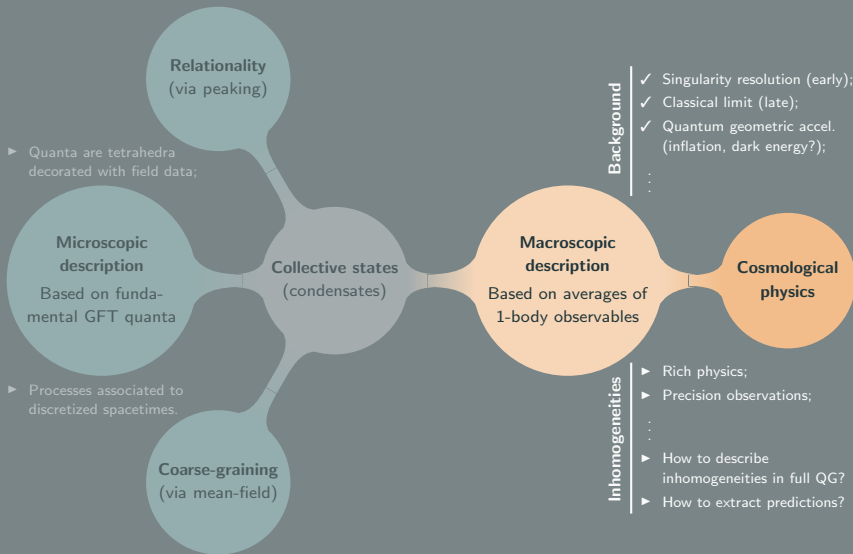 Relationality
(via peaking)
► Quanta are tetrahedra
decorated with field data;
Microscopic
description
Based on funda-
mental GFT quanta
► Processes associated to
discretized spacetimes.
Collective states
(condensates)
Coarse-graining
(via mean-field)
Macroscopic
description
Based on averages of
1-body observables
Cosmological
physics
Background
✓ Singularity resolution (early);
✓ Classical limit (late);
✓ Quantum geometric accel.
(inflation, dark energy?);
⋮
Inhomogeneities
► Rich physics;
► Precision observations;
⋮
► How to describe
inhomogeneities in full QG?
► How to extract predictions?